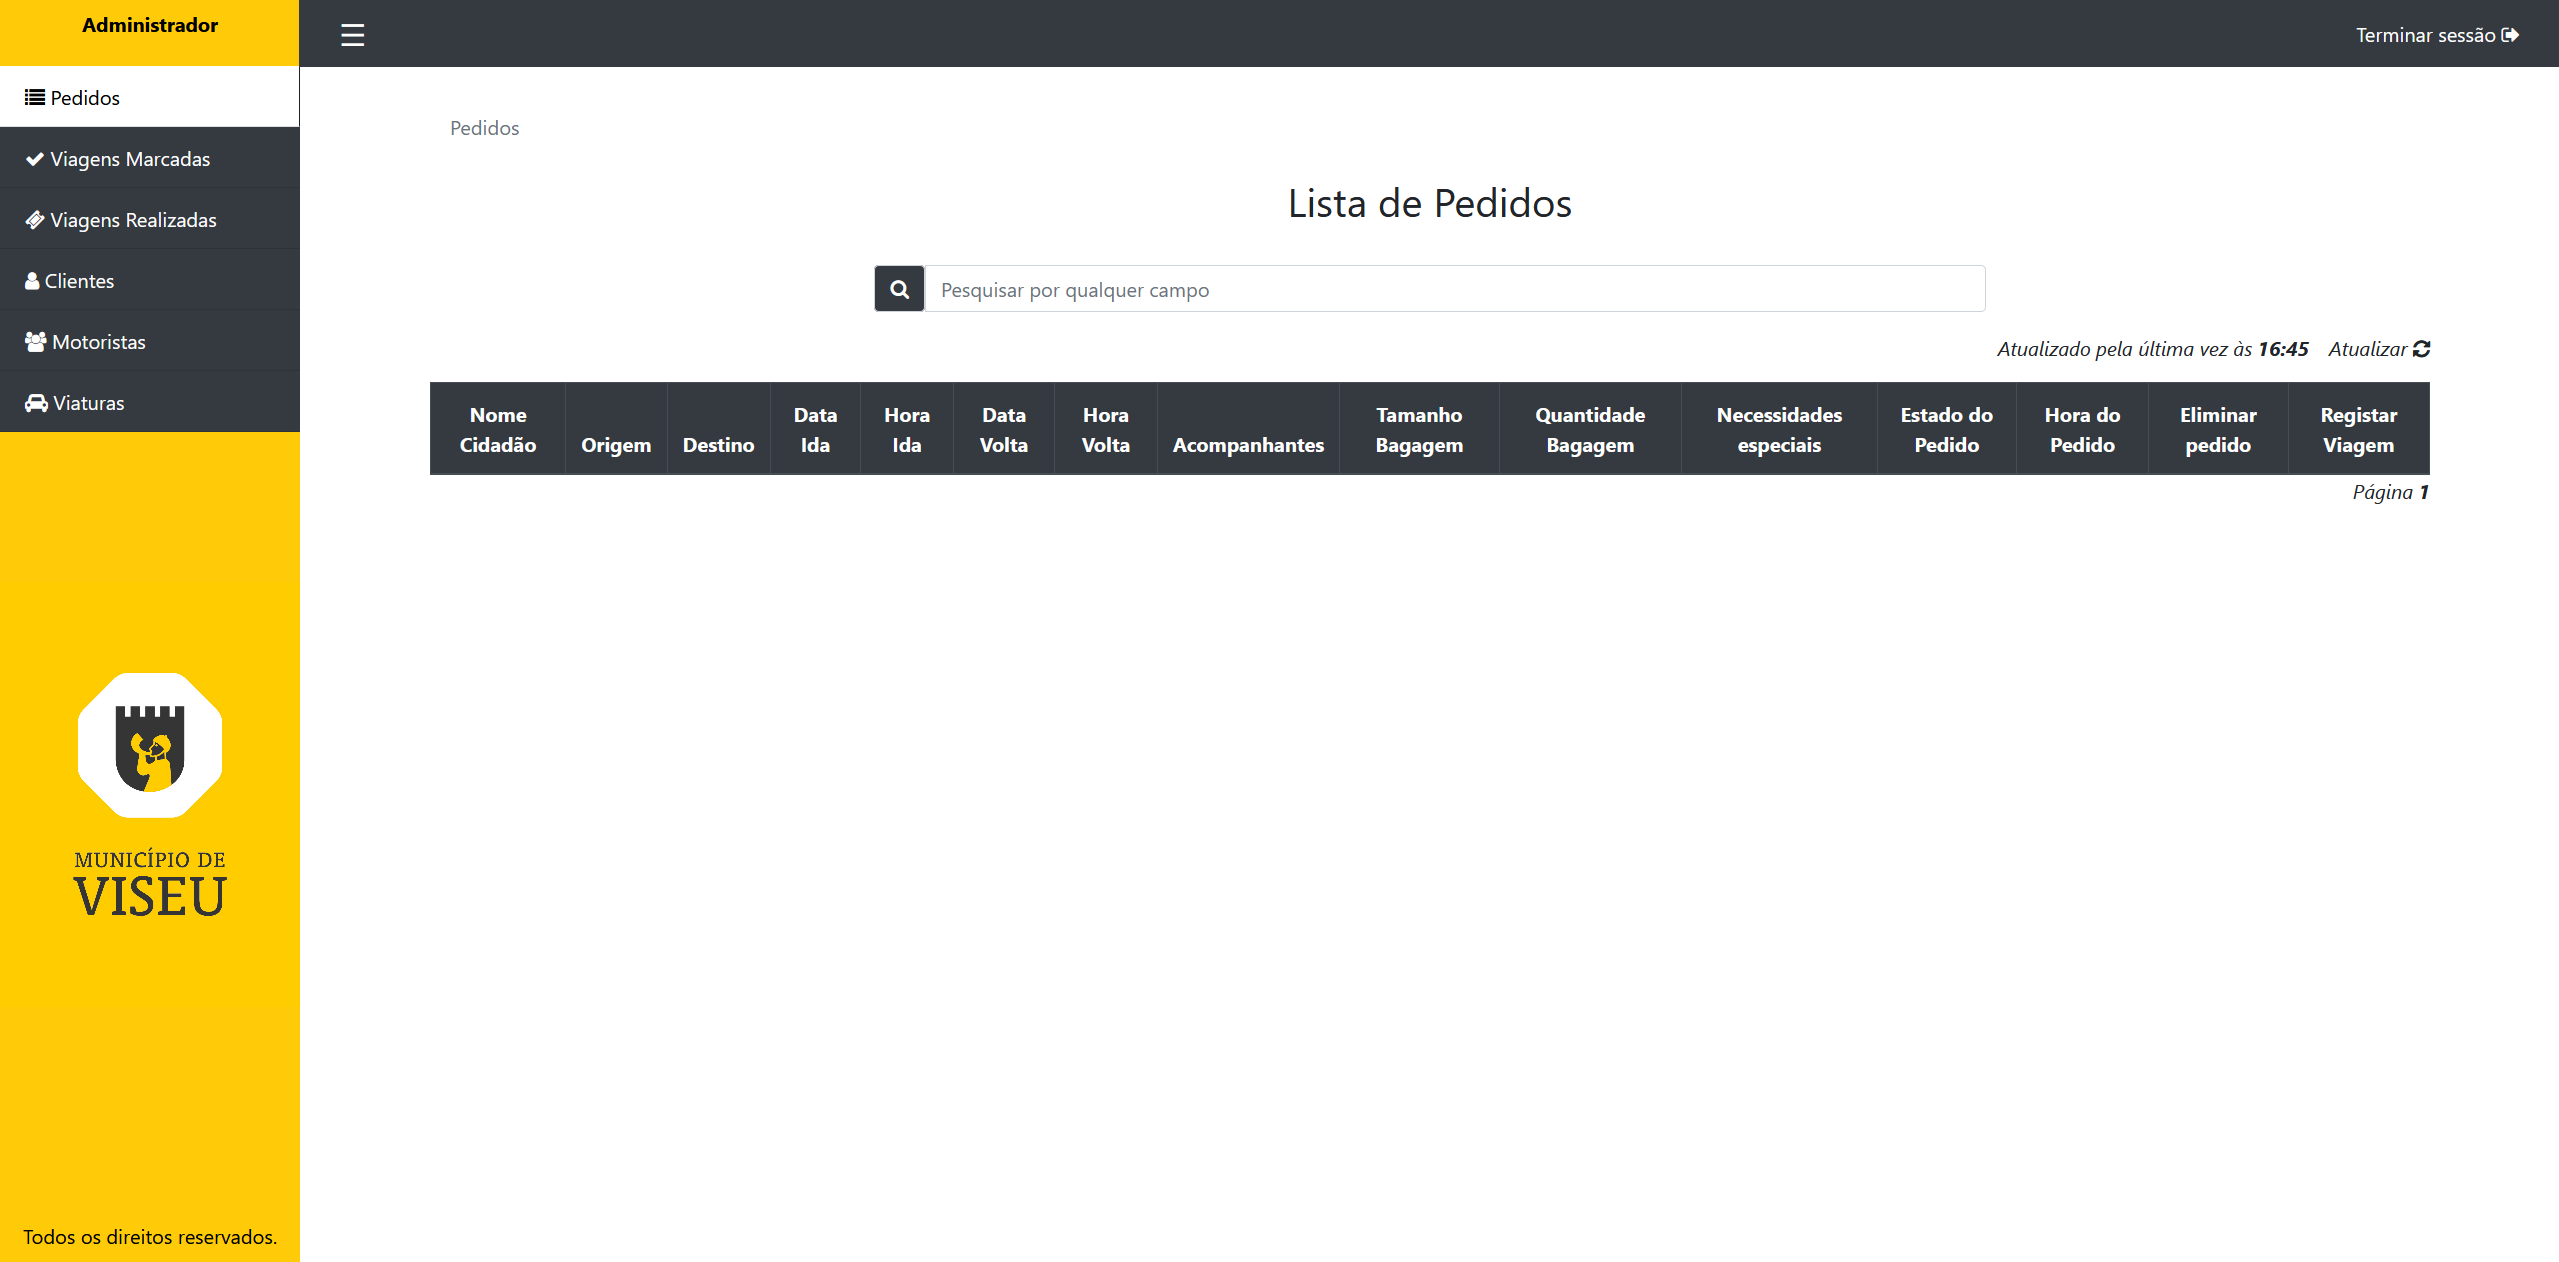 Administrador
Terminar sessão
Pedidos
Viagens Marcadas
Viagens Realizadas
Clientes
Motoristas
Viaturas
MUNICÍPIO DE
VISEU
Todos os direitos reservados.
Pedidos
Lista de Pedidos
Pesquisar por qualquer campo
Atualizado pela última vez às 16:45 Atualizar
Nome Cidadão
Origem
Destino
Data Ida
Hora Ida
Data Volta
Hora Volta
Acompanhantes
Tamanho Bagagem
Quantidade Bagagem
Necessidades especiais
Estado do Pedido
Hora do Pedido
Eliminar pedido
Registar Viagem
Página 1